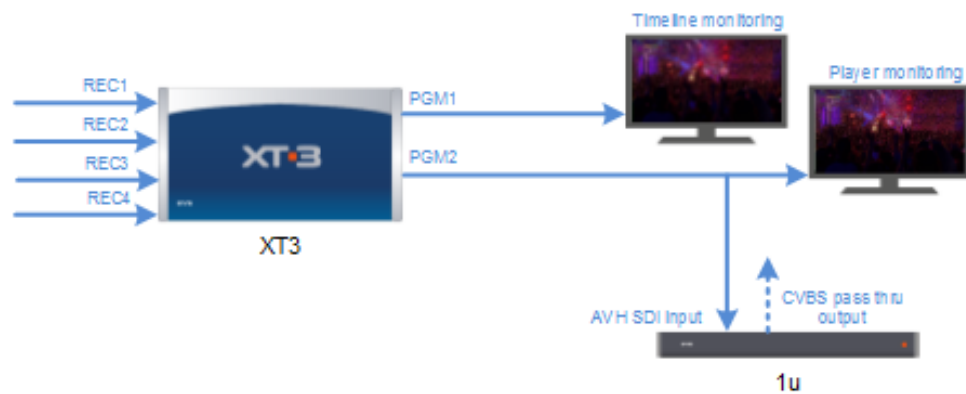 Timeline monitoring
Player monitoring
REC1
PGM1
REC2
XT3
PGM2
REC3
REC4
XT3
AVH SDI Input
CVBS pass thru
output
1u